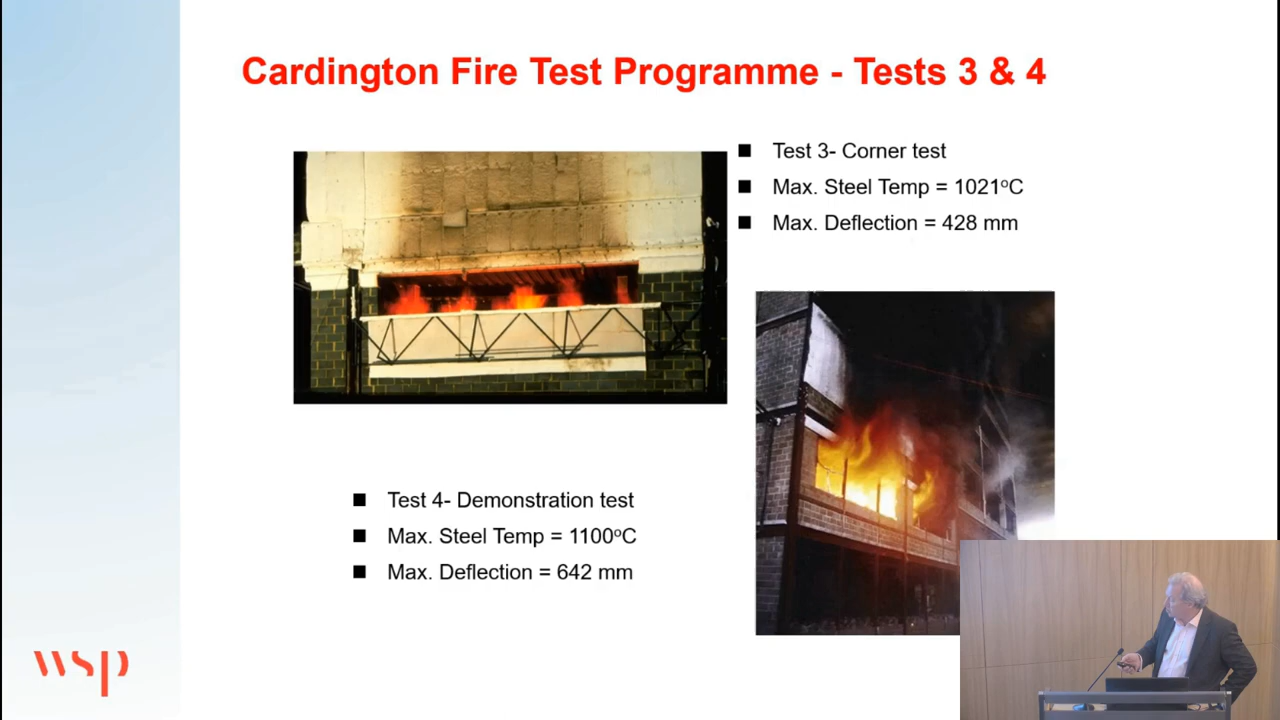 Cardington Fire Test Programme - Tests 3 & 4
■ Test 3- Corner test
■ Max. Steel Temp = 1021ºC
■ Max. Deflection = 428 mm
■ Test 4- Demonstration test
■ Max. Steel Temp = 1100ºC
■ Max. Deflection = 642 mm
wsp